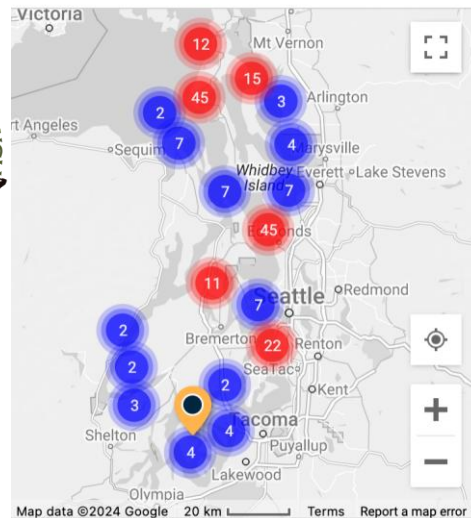 Victoria
12
Mt Vernon
15
45
3
Arlington
2
rt Angeles
Sequim
7
4
Marysville
Whidbey
Island
Everett
Lake Stevens
7
7
45
Edmonds
11
7
Seattle
Redmond
2
Bremerton
22
Renton
SeaTac
2
2
Kent
3
Shelton
4
Tacoma
4
Puyallup
Lakewood
Olympia
Map data ©2024 Google
20 km
Terms
Report a map error